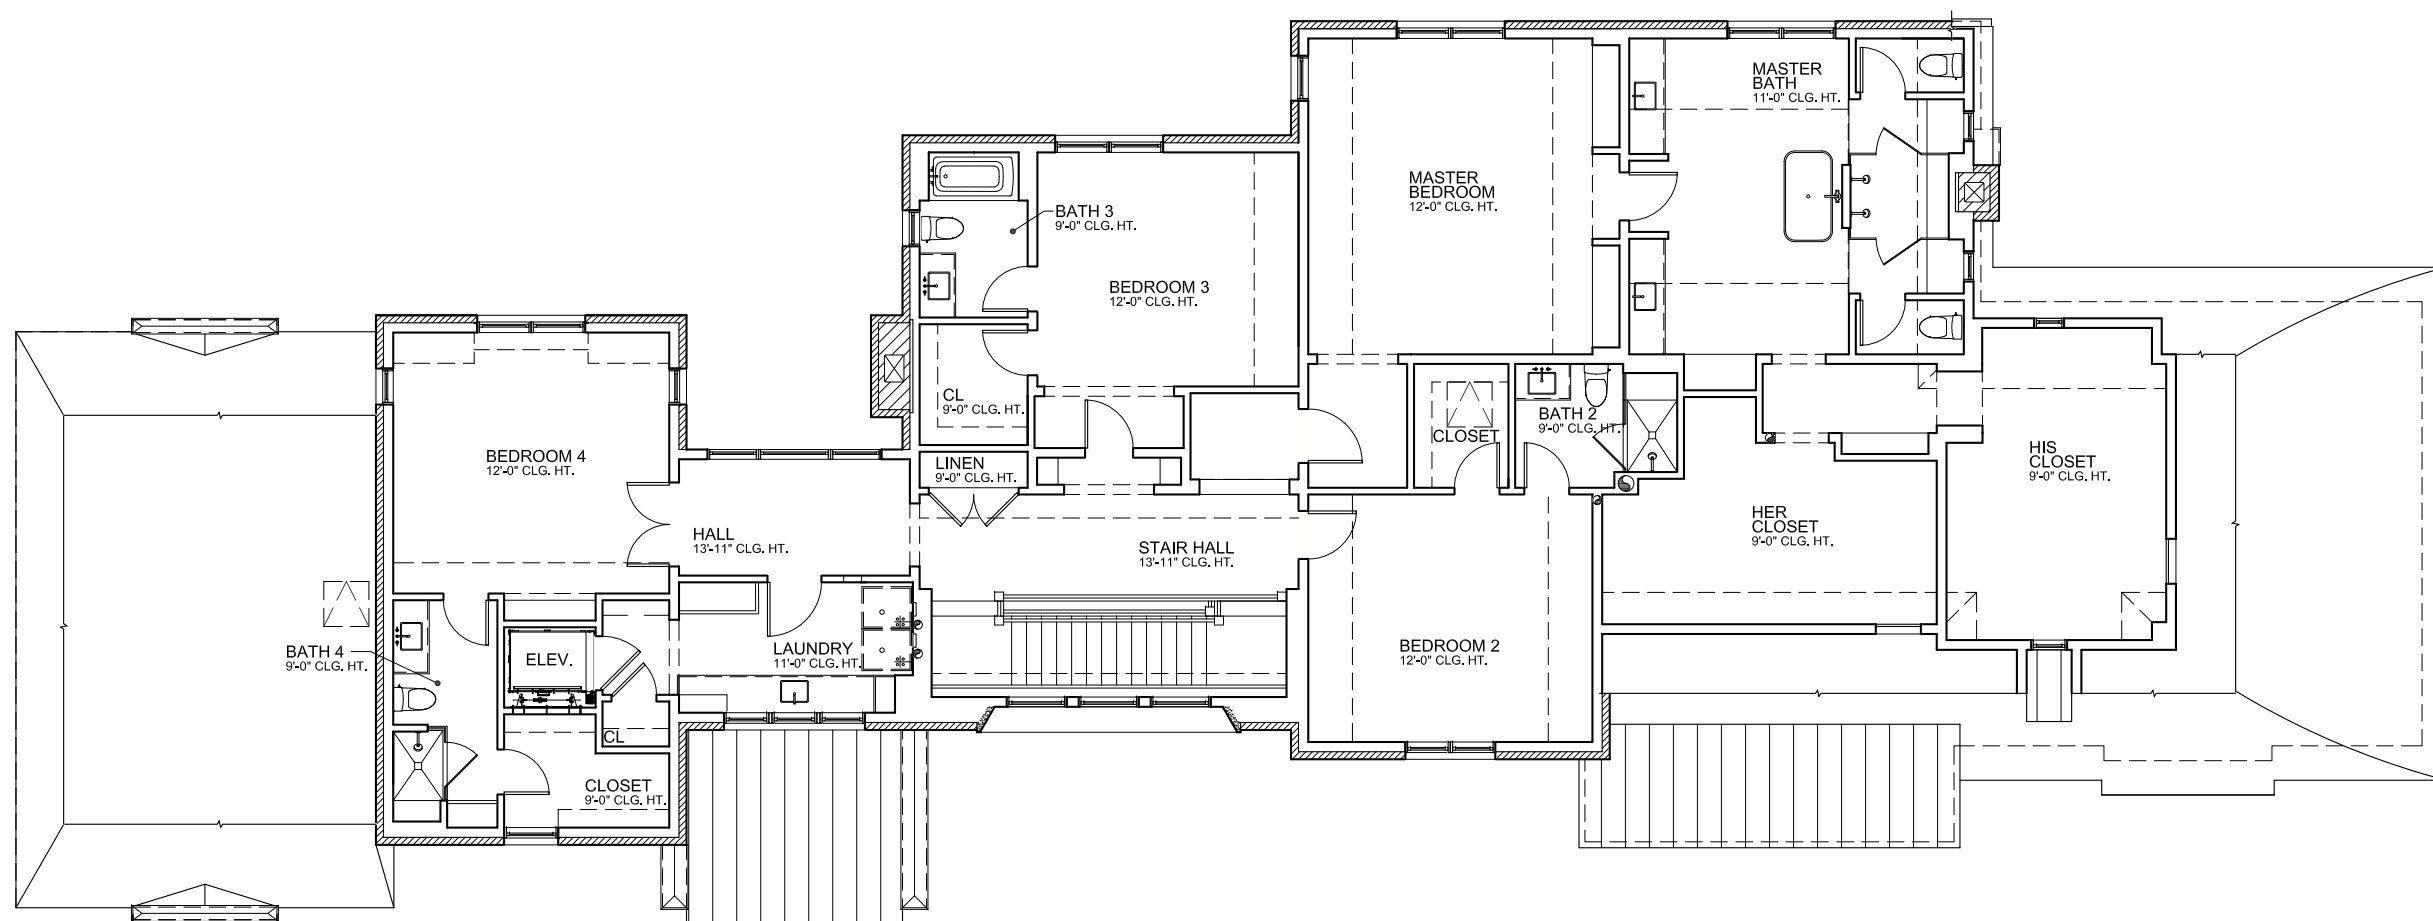 MASTER
BATH
11'-0" CLG. HT.
MASTER
BEDROOM
12'-0" CLG. HT.
BATH 3
9'-0" CLG. HT.
BEDROOM 3
12'-0" CLG. HT.
CL
9'-0" CLG. HT.
BATH 2
9'-0" CLG. HT.
CLOSET
BEDROOM 4
12'-0" CLG. HT.
LINEN
9'-0" CLG. HT.
HIS
CLOSET
9'-0" CLG. HT.
HER
CLOSET
9'-0" CLG. HT.
HALL
13'-11" CLG. HT.
STAIR HALL
13'-11" CLG. HT.
BATH 4
9'-0" CLG. HT.
ELEV.
LAUNDRY
11'-0" CLG. HT.
BEDROOM 2
12'-0" CLG. HT.
CL
CLOSET
9'-0" CLG. HT.